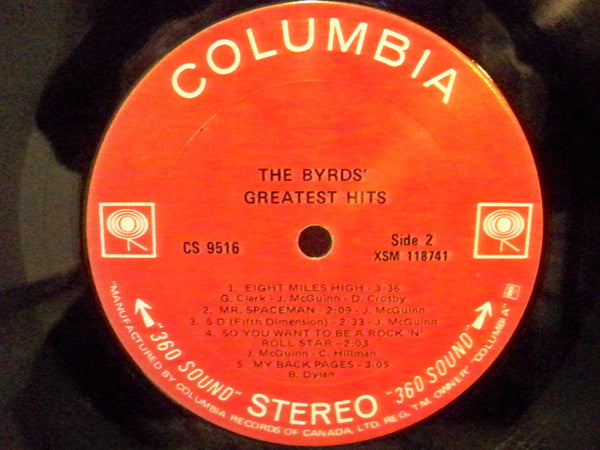 COLUMBIA
THE BYRDS'
GREATEST HITS
CS 9516
Side 2
XSM 118741
1. EIGHT MILES HIGH - 3:36
G. Clark - J. McGuinn - D. Crosby
2. MR. SPACEMAN - 2:09 - J. McGuinn
3. 5 D (Fifth Dimension) - 2:33 - J. McGuinn
4. SO YOU WANT TO BE A ROCK 'N'
ROLL STAR - 2:03
J. McGuinn - C. Hillman
5. MY BACK PAGES - 3:05
B. Dylan
"360 SOUND" STEREO "360 SOUND"
"MANUFACTURED BY COLUMBIA RECORDS OF CANADA, LTD. REG. T.M. OWNER" "COLUMBIA"